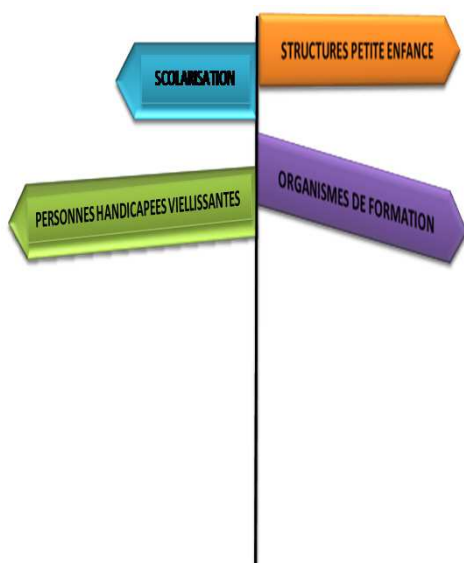 STRUCTURES PETITE ENFANCE
SCOLARISATION
ORGANISMES DE FORMATION
PERSONNES HANDICAPEES VIELLISSANTES